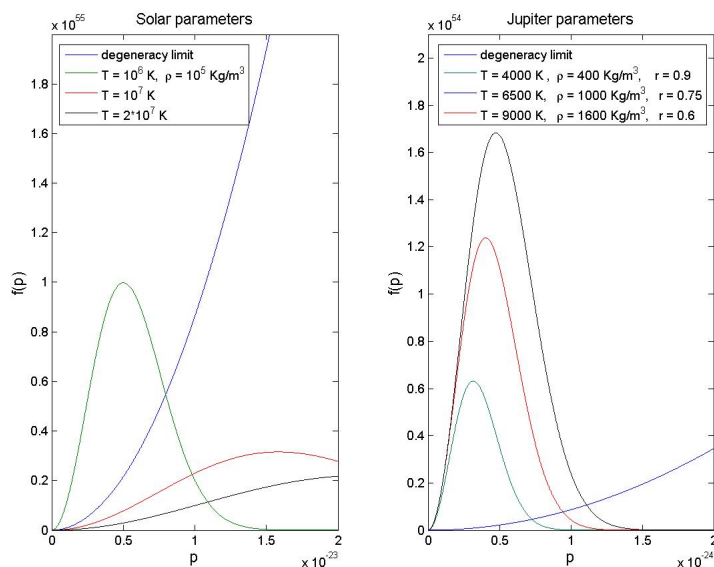 Solar parameters
x 10^55
degeneracy limit
T = 10^6 K, ρ = 10^5 Kg/m^3
T = 10^7 K
T = 2*10^7 K
2
1.8
1.6
1.4
1.2
1
0.8
0.6
0.4
0.2
0
f(p)
0 0.5 1 1.5 2
p
x 10^-23
Jupiter parameters
x 10^54
degeneracy limit
T = 4000 K , ρ = 400 Kg/m^3, r = 0.9
T = 6500 K, ρ = 1000 Kg/m^3, r = 0.75
T = 9000 K, ρ = 1600 Kg/m^3, r = 0.6
2
1.8
1.6
1.4
1.2
1
0.8
0.6
0.4
0.2
0
f(p)
0 0.5 1 1.5 2
p
x 10^-24